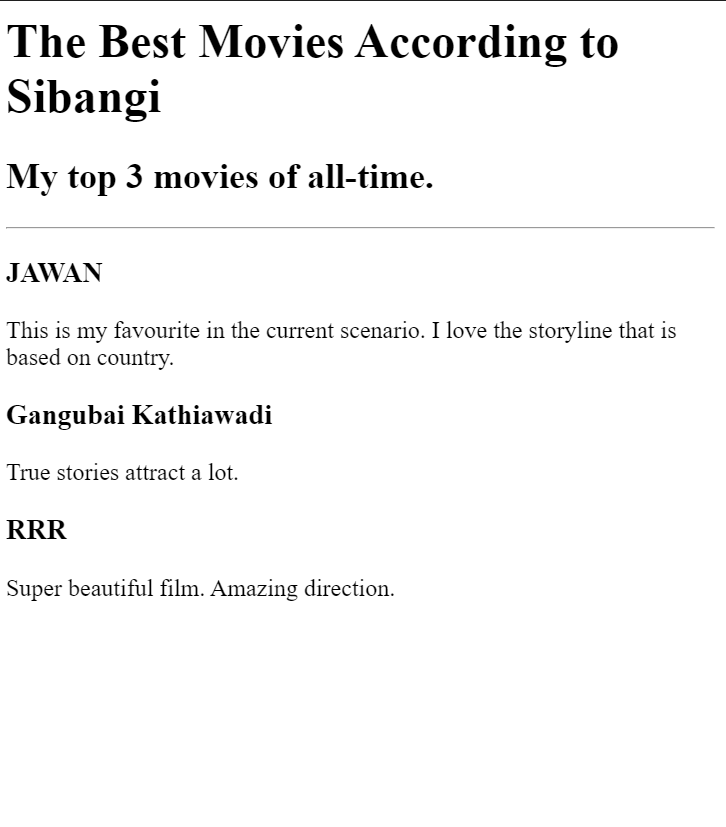 The Best Movies According to
Sibangi
My top 3 movies of all-time.
JAWAN
This is my favourite in the current scenario. I love the storyline that is
based on country.
Gangubai Kathiawadi
True stories attract a lot.
RRR
Super beautiful film. Amazing direction.